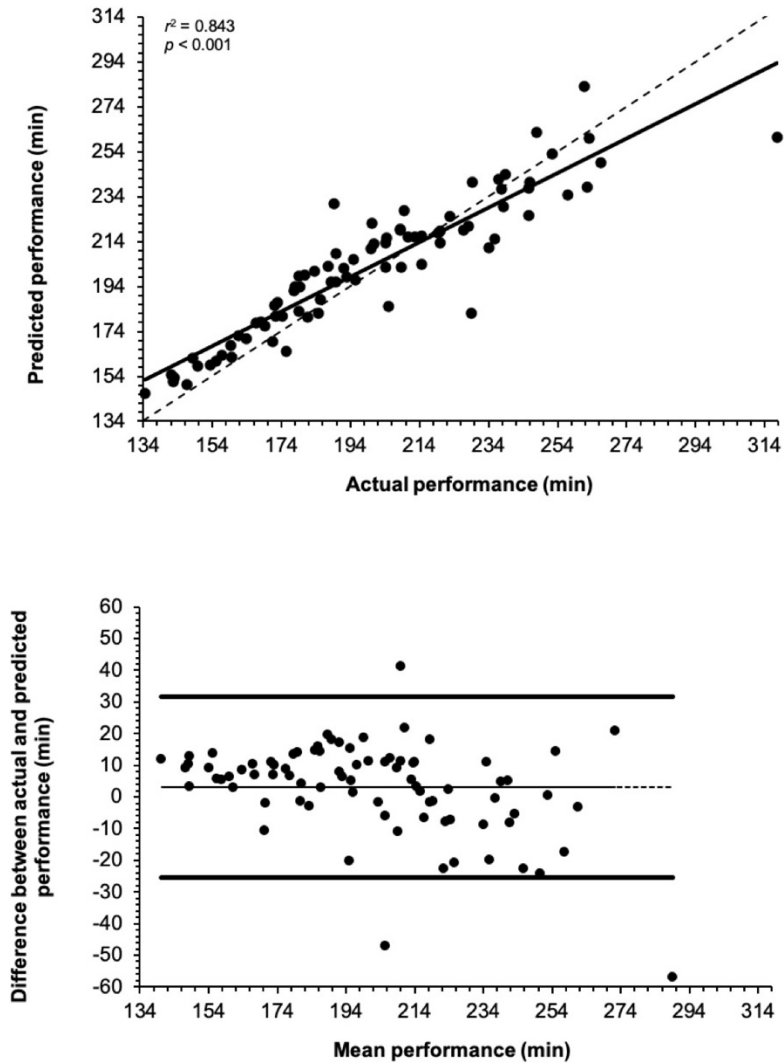 r² = 0.843
p < 0.001
314
294
274
254
234
214
194
174
154
134
Predicted performance (min)
134 154 174 194 214 234 254 274 294 314
Actual performance (min)
60
50
40
30
20
10
0
-10
-20
-30
-40
-50
-60
Difference between actual and predicted
performance (min)
134 154 174 194 214 234 254 274 294 314
Mean performance (min)